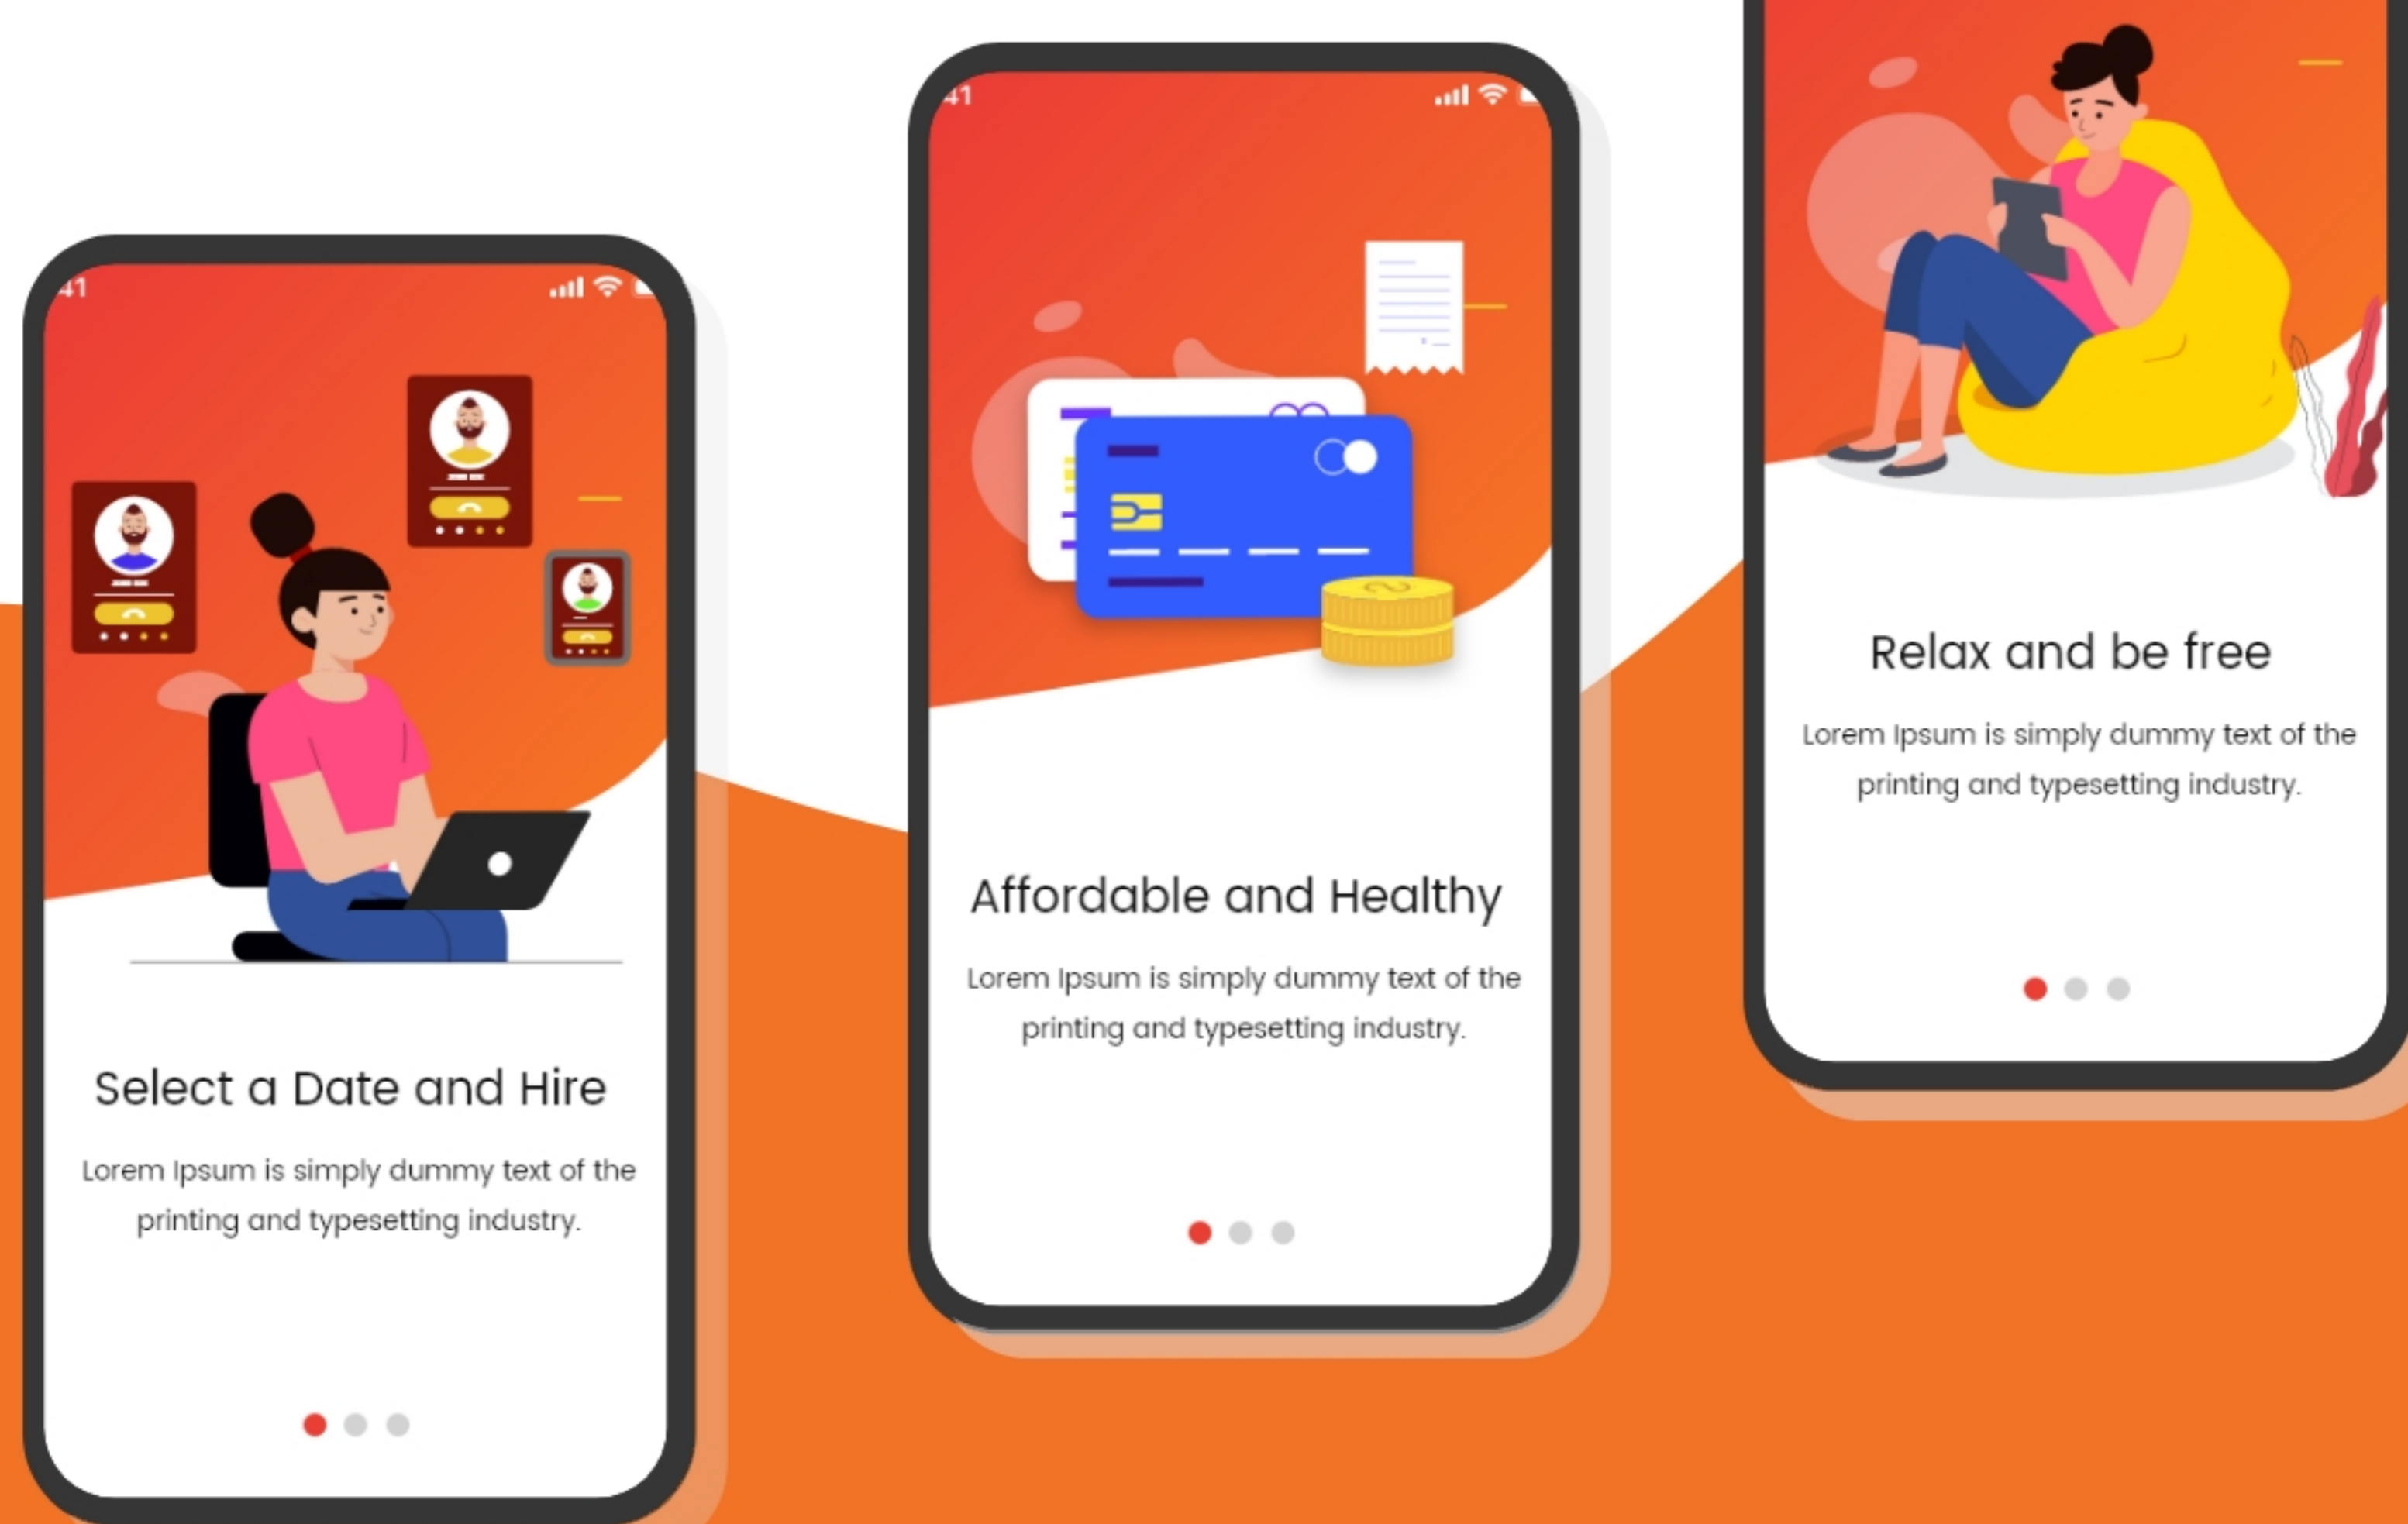 41
Select a Date and Hire
Lorem Ipsum is simply dummy text of the
printing and typesetting industry.
41
Affordable and Healthy
Lorem Ipsum is simply dummy text of the
printing and typesetting industry.
Relax and be free
Lorem Ipsum is simply dummy text of the
printing and typesetting industry.